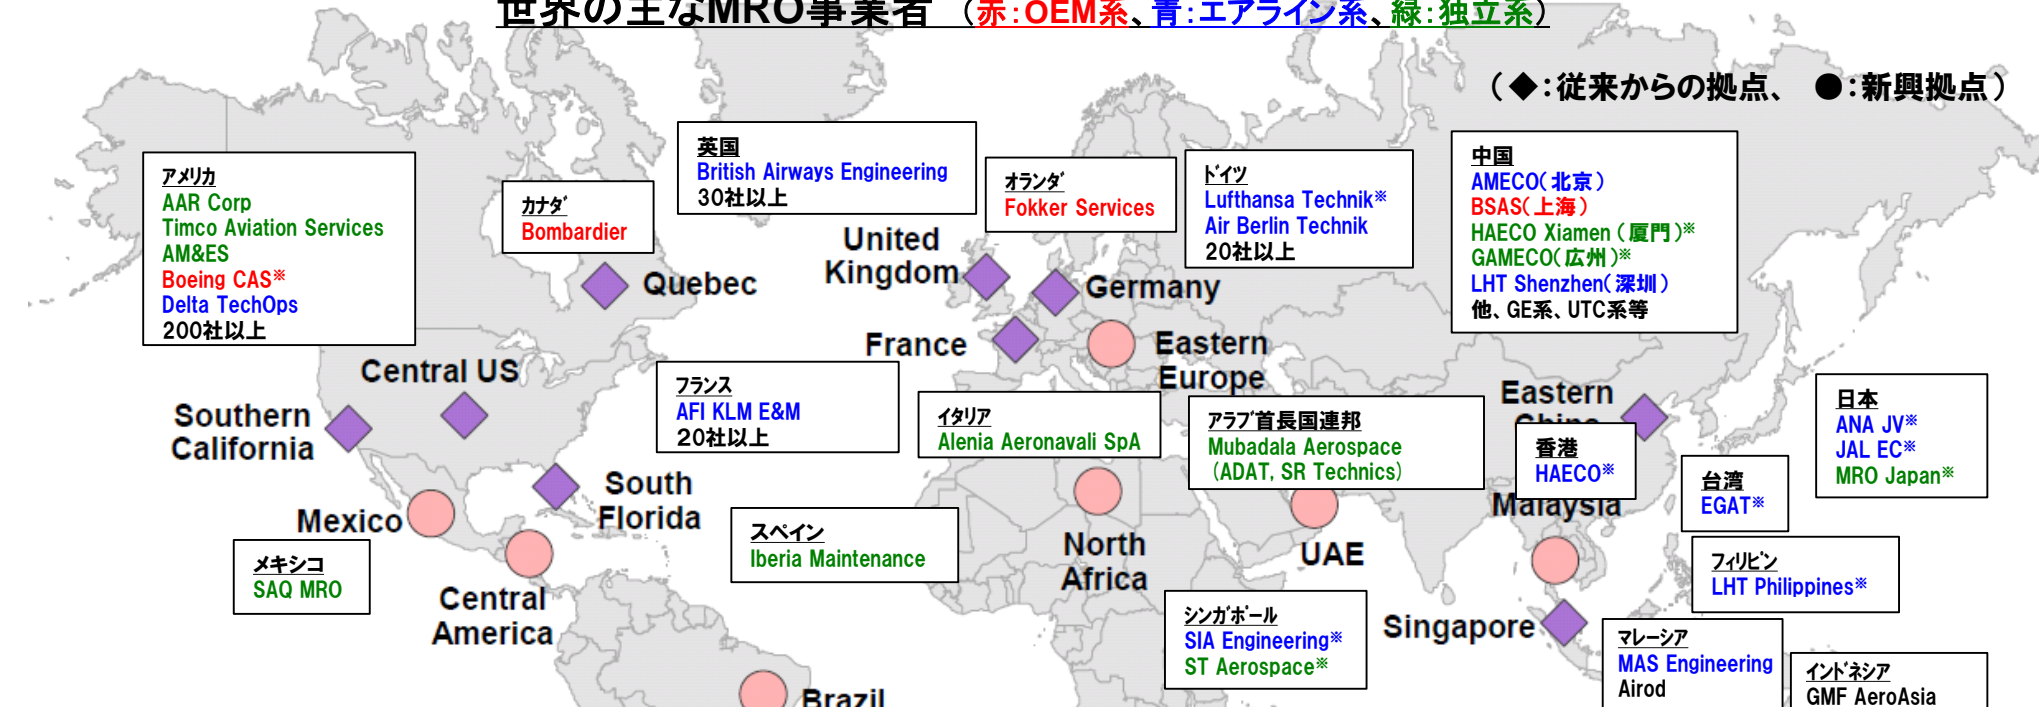 世界の主なMRO事業者 （赤：OEM系、青：エアライン系、緑：独立系）
（◆：従来からの拠点、 ●：新興拠点）
アメリカ
AAR Corp
Timco Aviation Services
AM&ES
Boeing CAS※
Delta TechOps
200社以上
カナダ
Bombardier
英国
British Airways Engineering
30社以上
オランダ
Fokker Services
ドイツ
Lufthansa Technik※
Air Berlin Technik
20社以上
中国
AMECO（北京）
BSAS（上海）
HAECO Xiamen（厦門）※
GAMECO（広州）※
LHT Shenzhen（深圳）
他、GE系、UTC系等
Quebec
United
Kingdom
Germany
France
Eastern
Europe
Central US
Southern
California
フランス
AFI KLM E&M
20社以上
イタリア
Alenia Aeronavali SpA
アラブ首長国連邦
Mubadala Aerospace
（ADAT, SR Technics）
Eastern
China
香港
HAECO※
日本
ANA JV※
JAL EC※
MRO Japan※
台湾
EGAT※
South
Florida
Mexico
メキシコ
SAQ MRO
Central
America
スペイン
Iberia Maintenance
North
Africa
UAE
Malaysia
フィリピン
LHT Philippines※
シンガポール
SIA Engineering※
ST Aerospace※
Singapore
マレーシア
MAS Engineering
Airod
インドネシア
GMF AeroAsia
Brazil